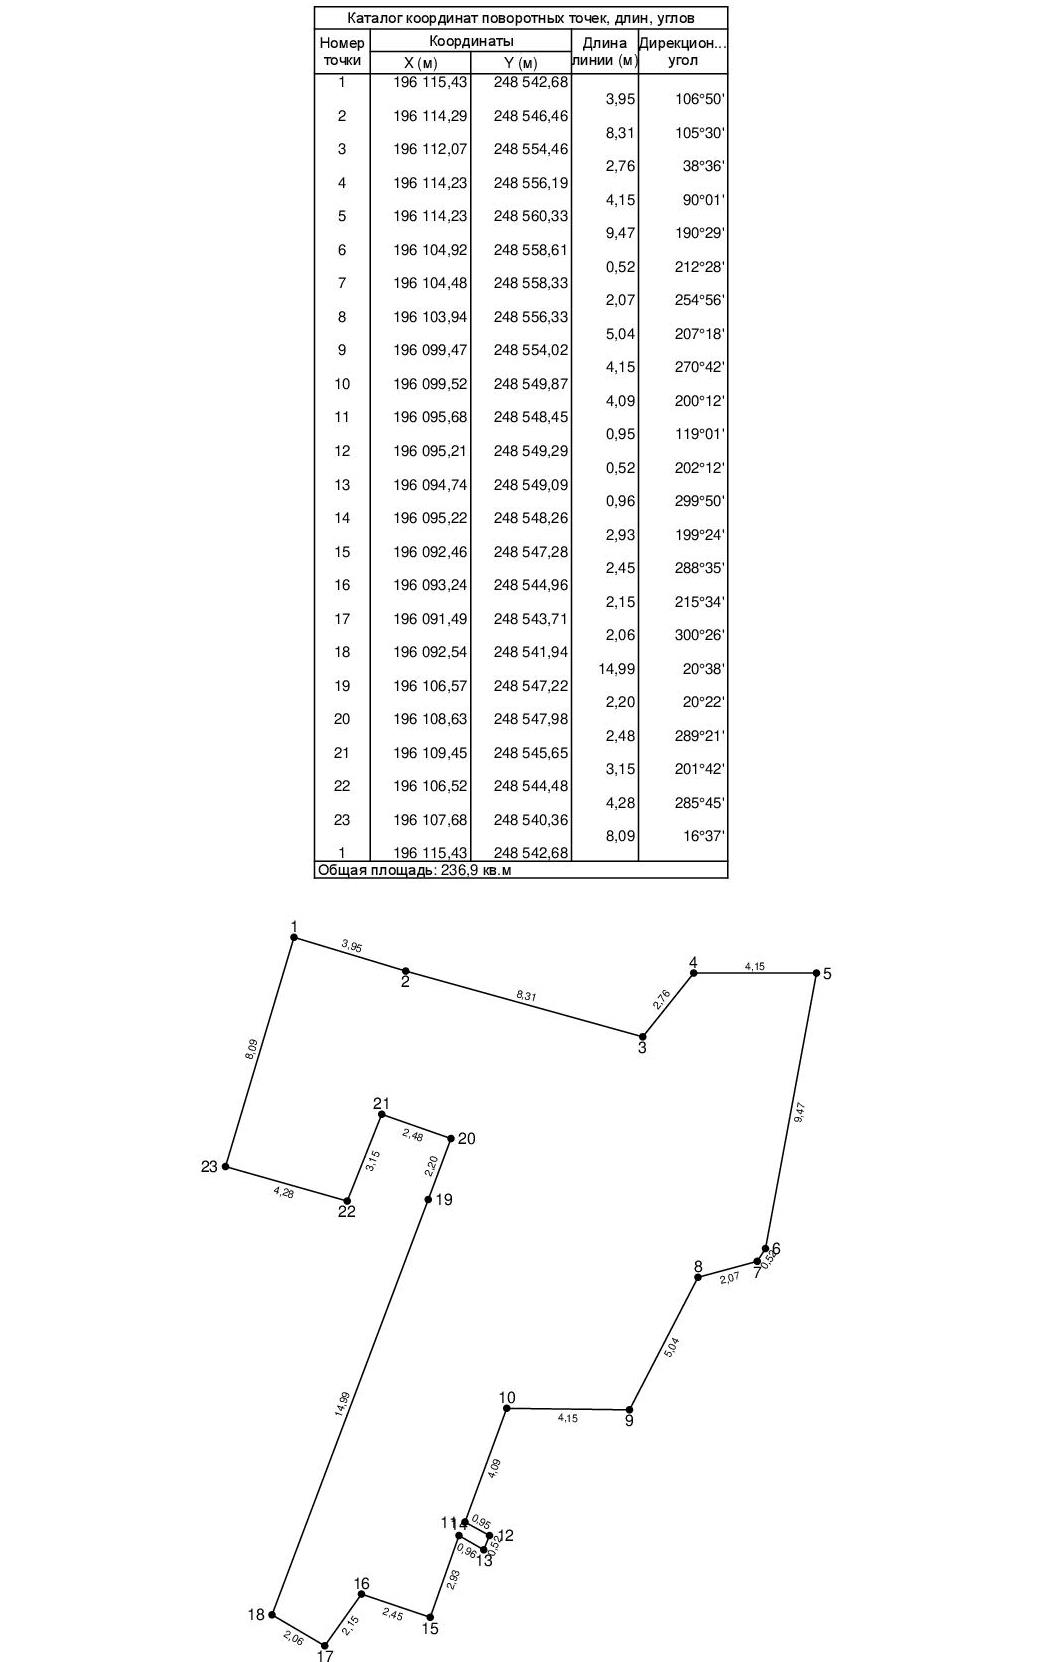 Каталог координат поворотных точек, длин, углов
Номер точки Координаты Длина линии (м) Дирекцион... угол
X (м) Y (м)
1 196 115,43 248 542,68
3,95 106°50'
2 196 114,29 248 546,46
8,31 105°30'
3 196 112,07 248 554,46
2,76 38°36'
4 196 114,23 248 556,19
4,15 90°01'
5 196 114,23 248 560,33
9,47 190°29'
6 196 104,92 248 558,61
0,52 212°28'
7 196 104,48 248 558,33
2,07 254°56'
8 196 103,94 248 556,33
5,04 207°18'
9 196 099,47 248 554,02
4,15 270°42'
10 196 099,52 248 549,87
4,09 200°12'
11 196 095,68 248 548,45
0,95 119°01'
12 196 095,21 248 549,29
0,52 202°12'
13 196 094,74 248 549,09
0,96 299°50'
14 196 095,22 248 548,26
2,93 199°24'
15 196 092,46 248 547,28
2,45 288°35'
16 196 093,24 248 544,96
2,15 215°34'
17 196 091,49 248 543,71
2,06 300°26'
18 196 092,54 248 541,94
14,99 20°38'
19 196 106,57 248 547,22
2,20 20°22'
20 196 108,63 248 547,98
2,48 289°21'
21 196 109,45 248 545,65
3,15 201°42'
22 196 106,52 248 544,48
4,28 285°45'
23 196 107,68 248 540,36
8,09 16°37'
1 196 115,43 248 542,68
Общая площадь: 236,9 кв.м
1
3,95
2
8,31
3
2,76
4
4,15
5
9,47
6
0,52
7
2,07
8
5,04
9
4,15
10
4,09
11
0,95
12
0,52
13
0,96
14
2,93
15
2,45
16
2,15
17
2,06
18
14,99
19
2,20
20
2,48
21
3,15
22
4,28
23
8,09